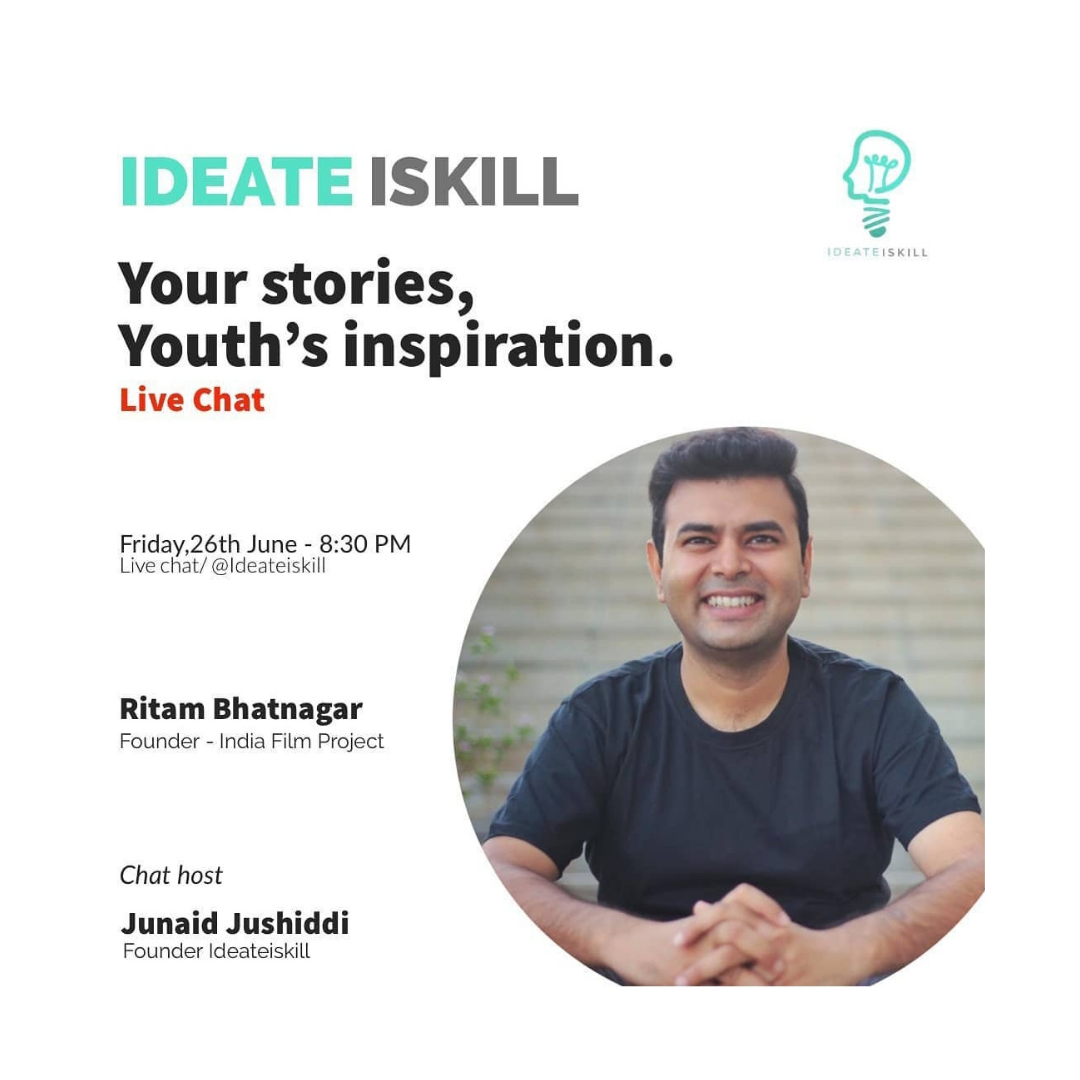 IDEATE ISKILL
IDEATEISKILL
Your stories,
Youth’s inspiration.
Live Chat
Friday,26th June - 8:30 PM
Live chat/ @Ideateiskill
Ritam Bhatnagar
Founder - India Film Project
Chat host
Junaid Jushiddi
Founder Ideateiskill